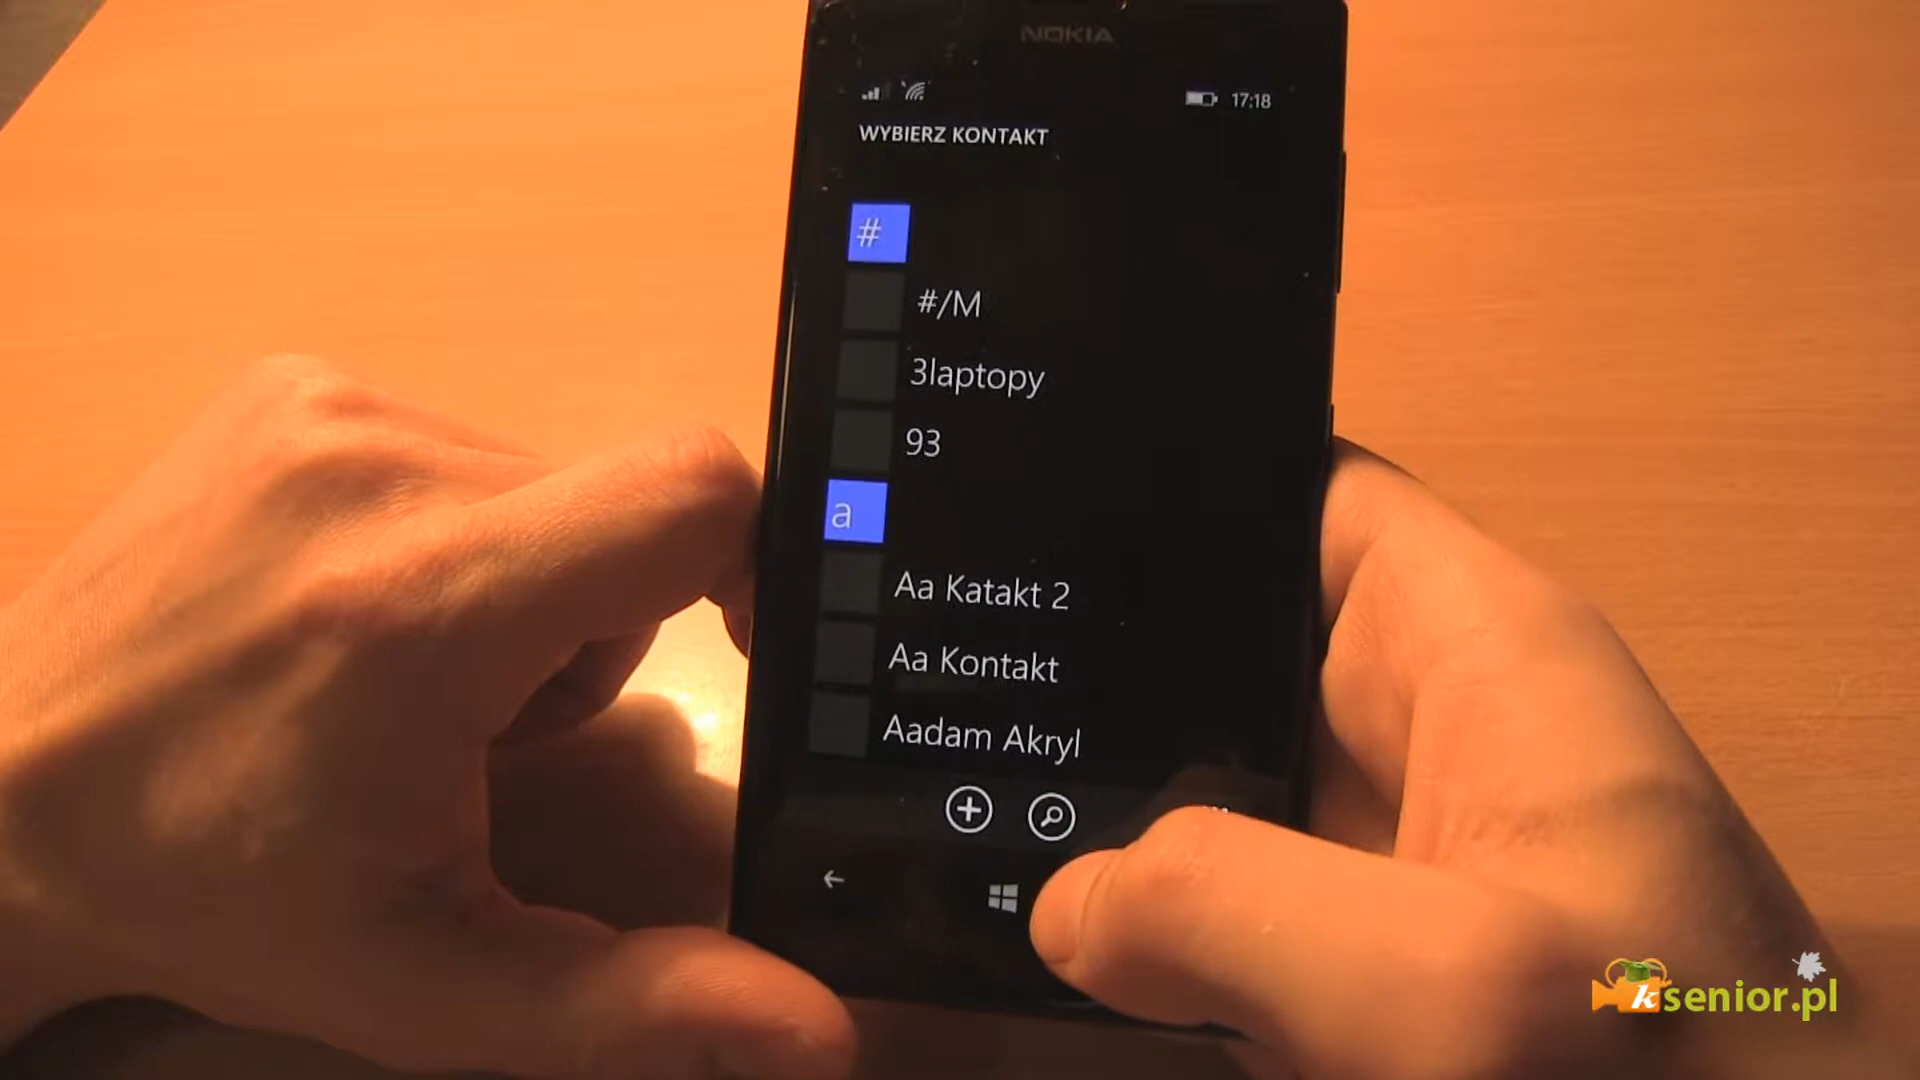 NOKIA
17:18
WYBIERZ KONTAKT
#
#/M
3laptopy
93
a
Aa Katakt 2
Aa Kontakt
Aadam Akryl
ksenior.pl